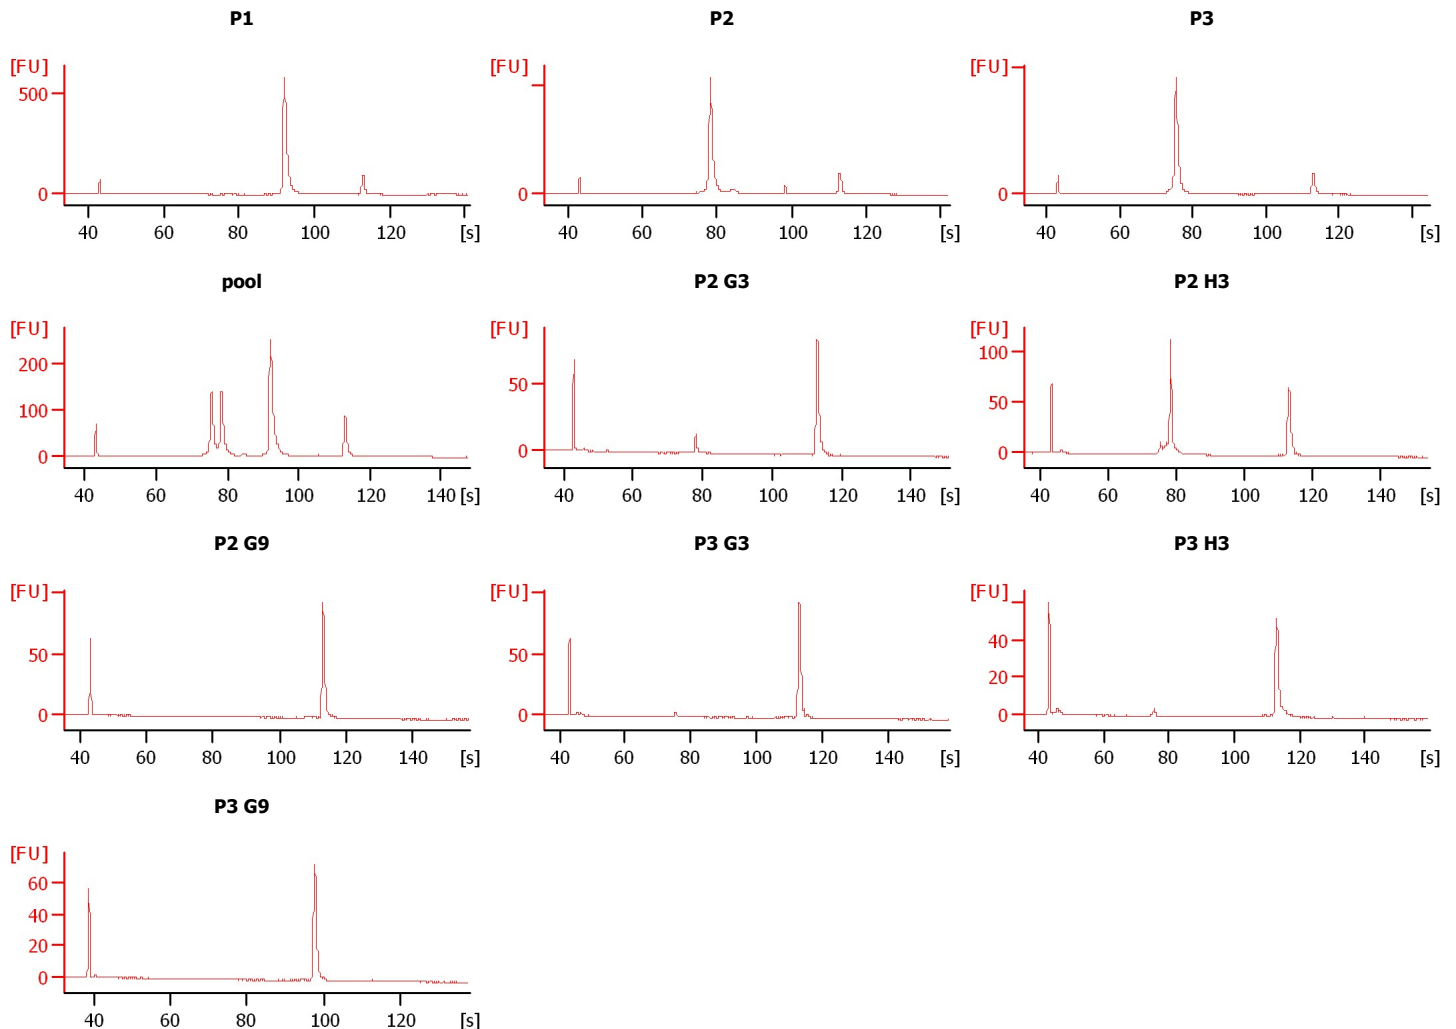 P1 P2 P3
[FU] [FU] [FU]
500
0 0 0
40 60 80 100 120 [s] 40 60 80 100 120 [s] 40 60 80 100 120 [s]
pool P2 G3 P2 H3
[FU] [FU] [FU]
200 100
100 50 50
0 0 0
40 60 80 100 120 140 [s] 40 60 80 100 120 140 [s] 40 60 80 100 120 140 [s]
P2 G9 P3 G3 P3 H3
[FU] [FU] [FU]
50 50 40
20
0 0 0
40 60 80 100 120 140 [s] 40 60 80 100 120 140 [s] 40 60 80 100 120 140 [s]
P3 G9
[FU]
60
40
20
0
40 60 80 100 120 [s]